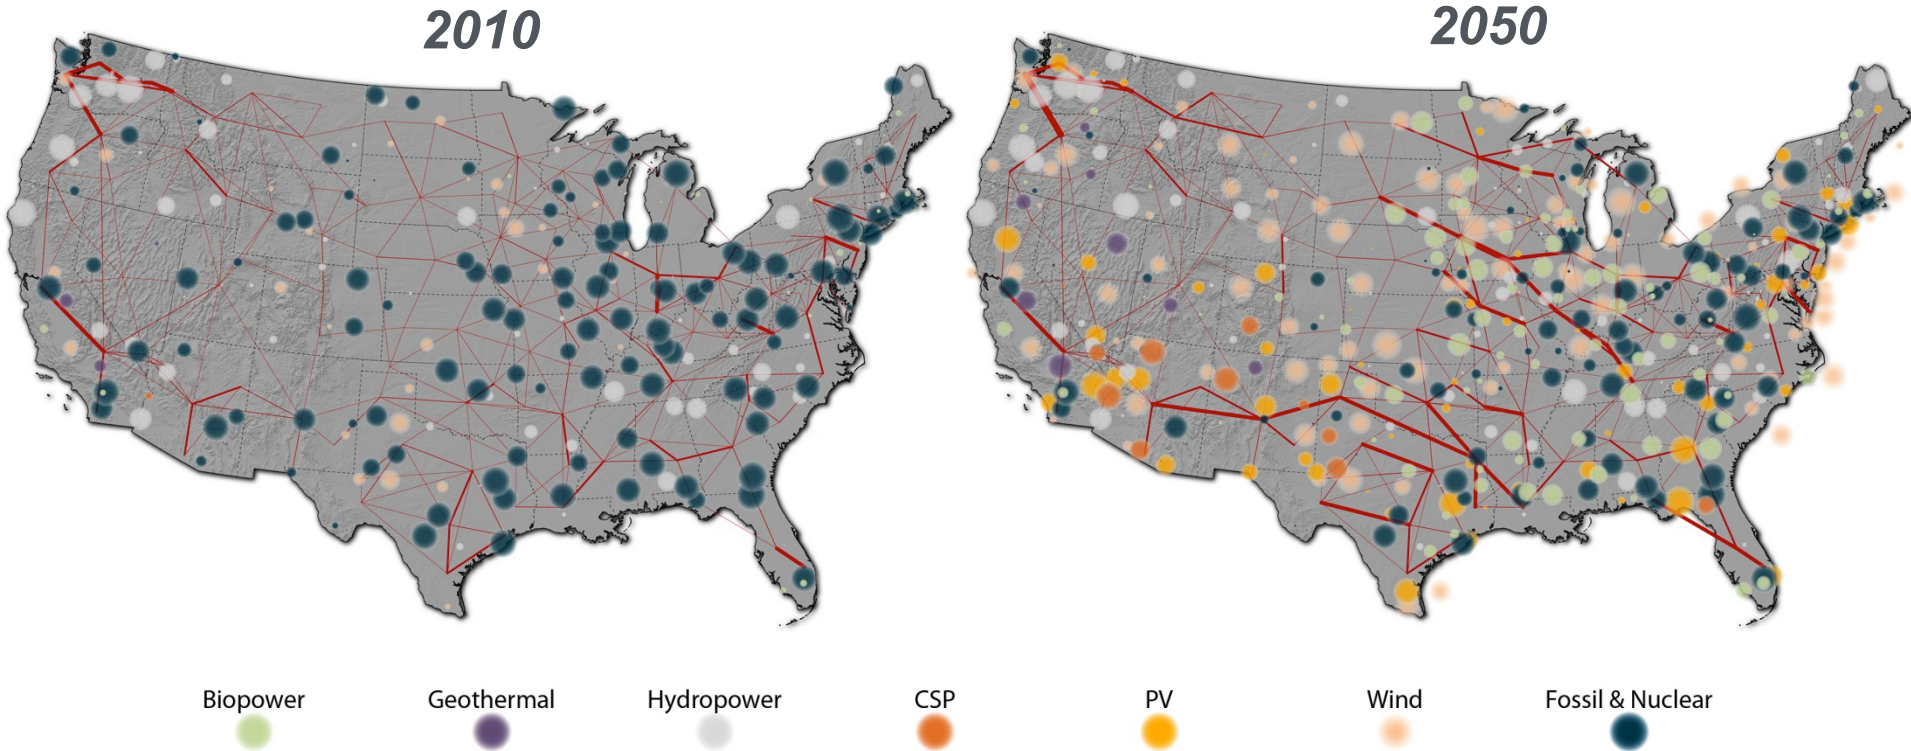 2010
2050
Biopower
Geothermal
Hydropower
CSP
PV
Wind
Fossil & Nuclear